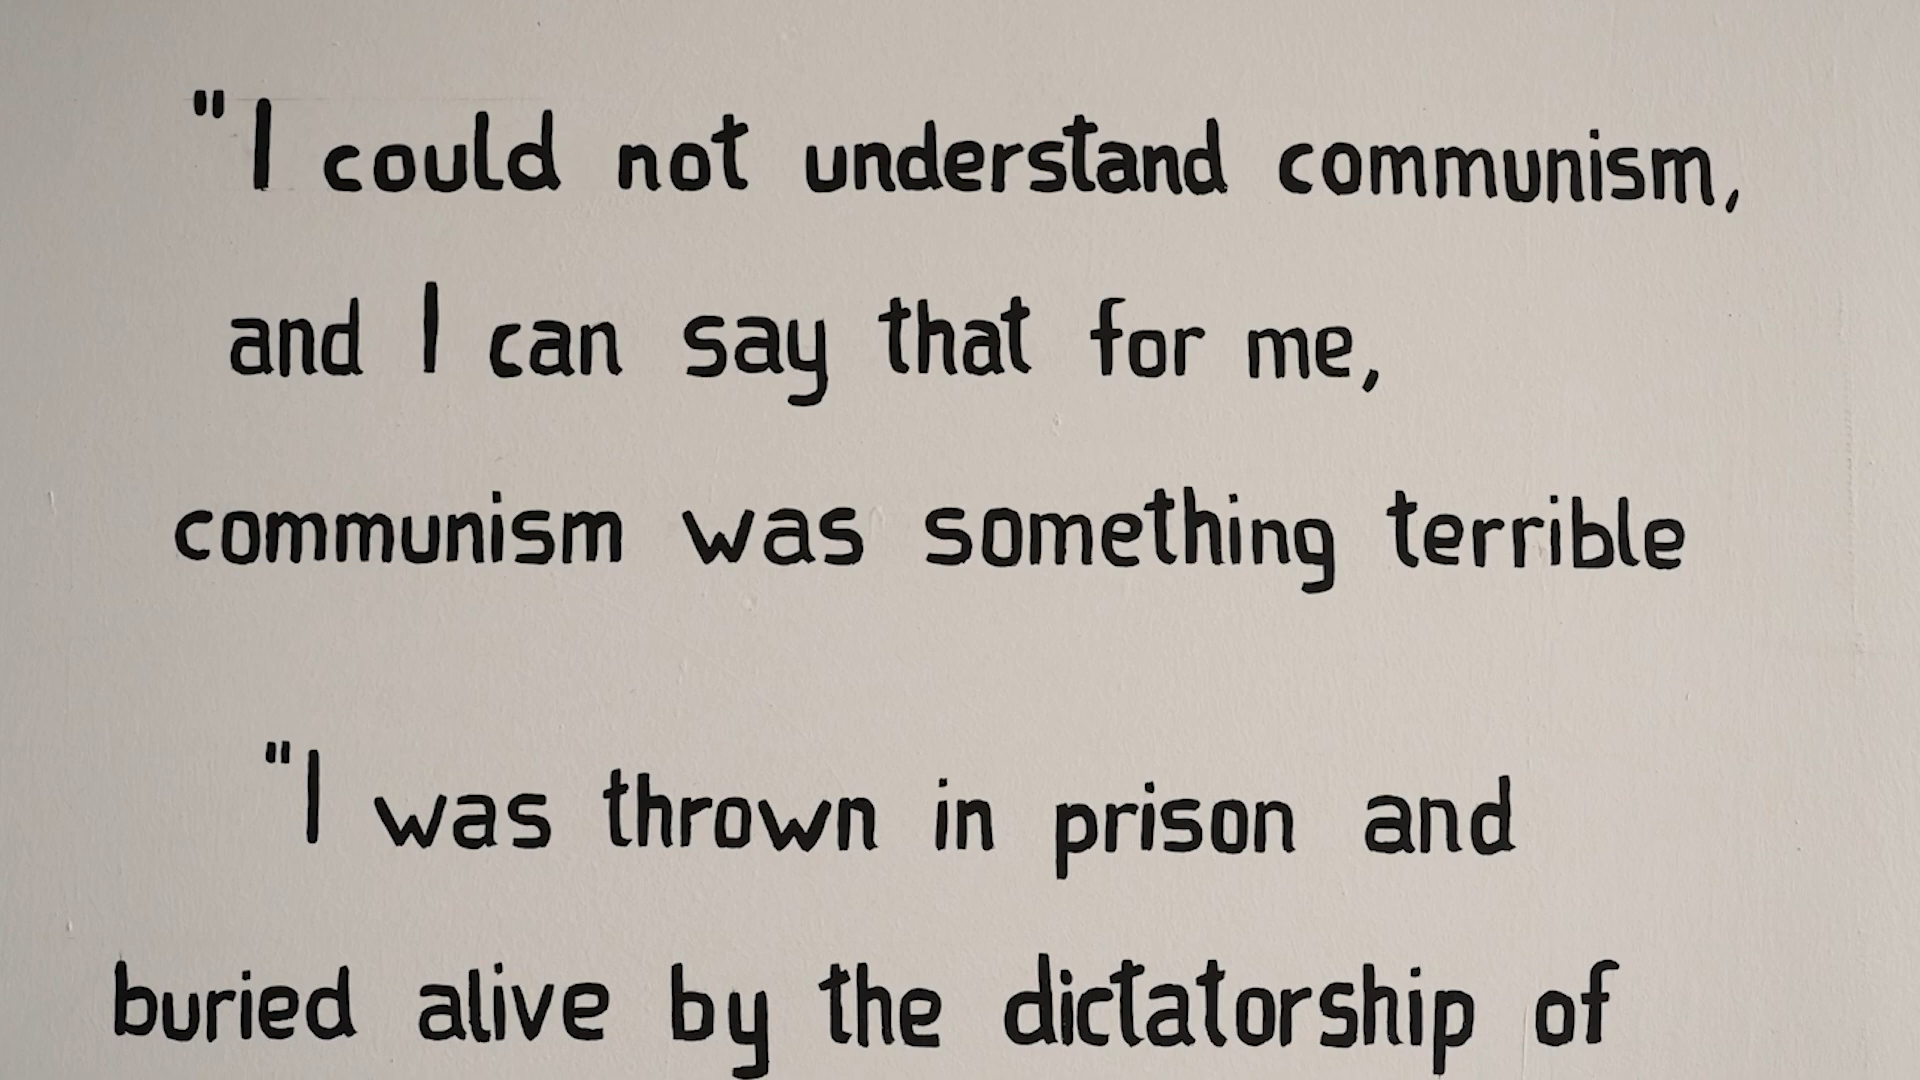 "I could not understand communism,
and I can say that for me,
communism was something terrible
"I was thrown in prison and
buried alive by the dictatorship of